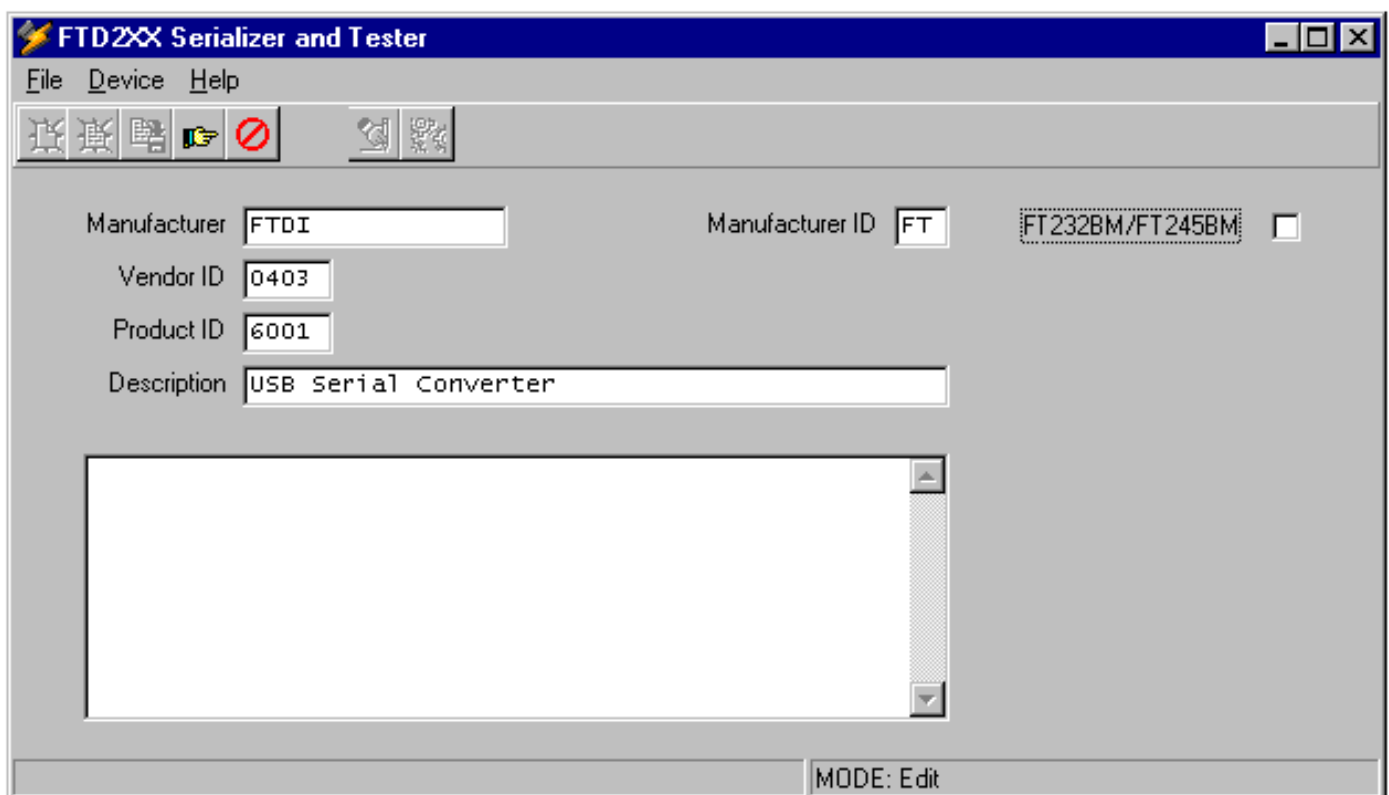 FTD2XX Serializer and Tester
File Device Help
Manufacturer FTDI Manufacturer ID FT FT232BM/FT245BM
Vendor ID 0403
Product ID 6001
Description USB Serial Converter
MODE: Edit